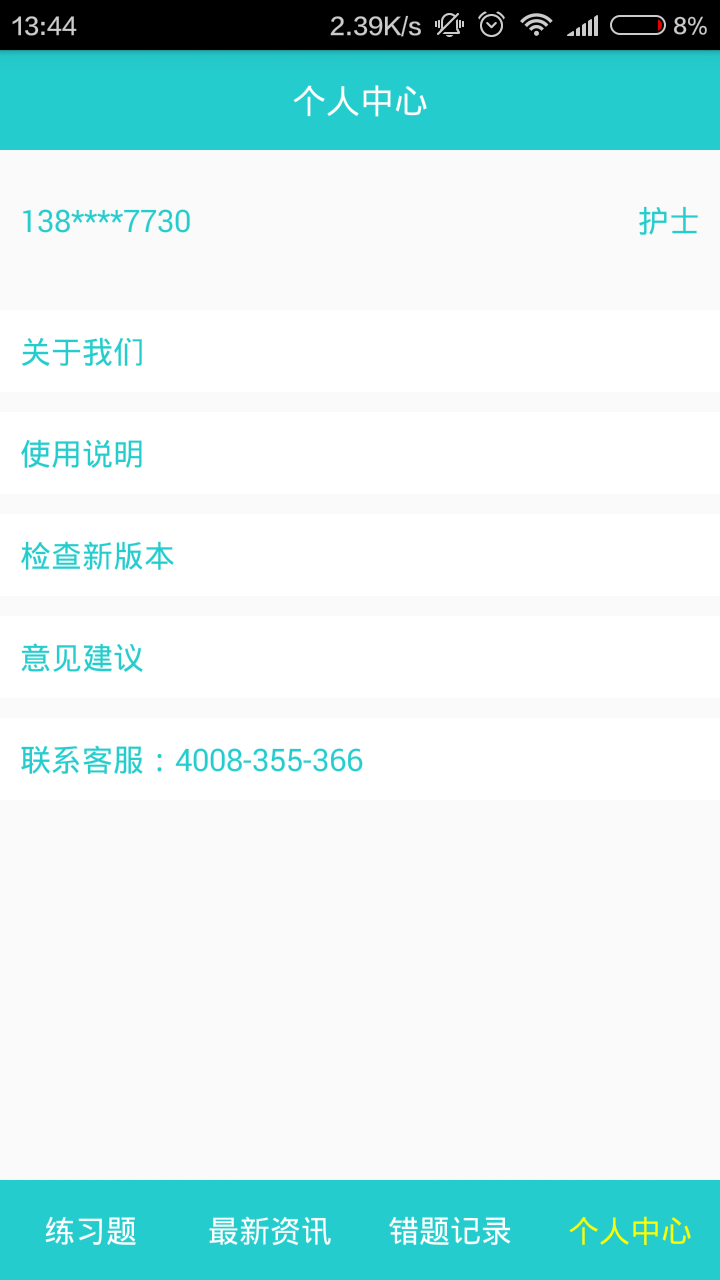 13:44 2.39K/s 8%
个人中心
138****7730 护士
关于我们
使用说明
检查新版本
意见建议
联系客服：4008-355-366
练习题 最新资讯 错题记录 个人中心